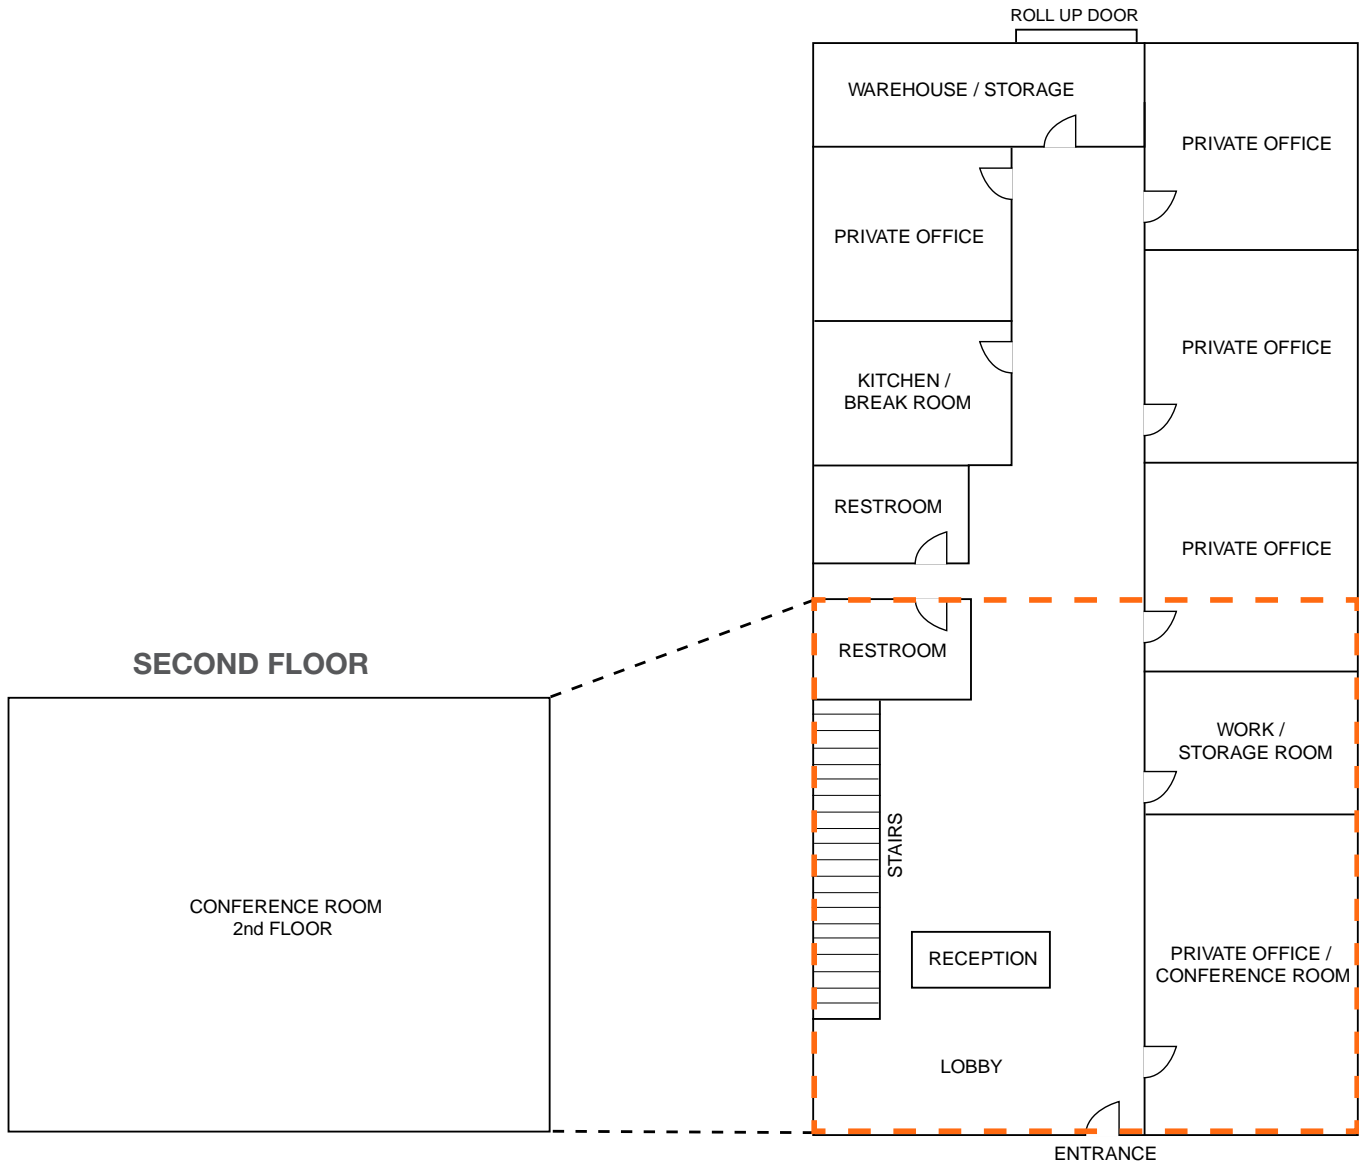 ROLL UP DOOR
WAREHOUSE / STORAGE
PRIVATE OFFICE
PRIVATE OFFICE
PRIVATE OFFICE
KITCHEN /
BREAK ROOM
RESTROOM
PRIVATE OFFICE
RESTROOM
SECOND FLOOR
WORK /
STORAGE ROOM
STAIRS
CONFERENCE ROOM
2nd FLOOR
RECEPTION
PRIVATE OFFICE /
CONFERENCE ROOM
LOBBY
ENTRANCE